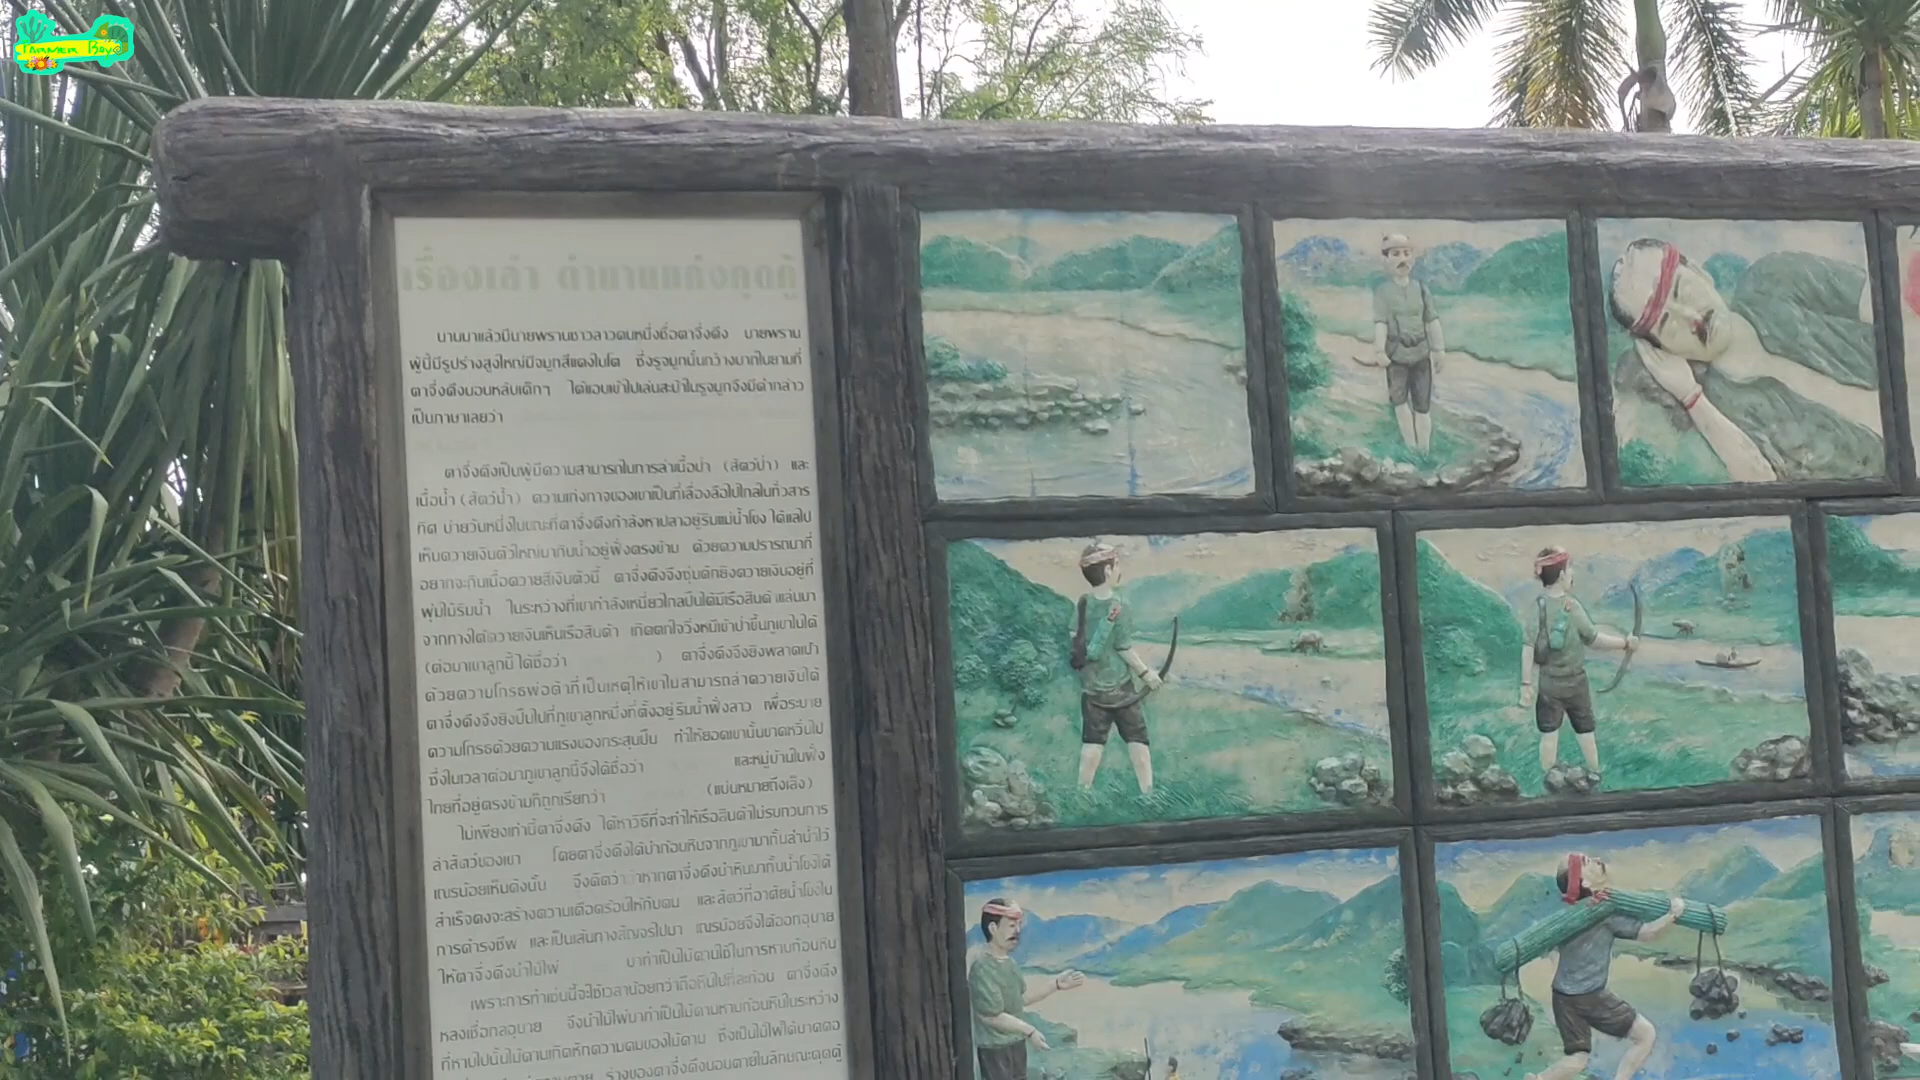 FARMER BOY@
เรื่องเล่า ตำนานแก่งคุดคู้
นานมาแล้วมีนายพรานชาวลาวคนหนึ่งชื่อตาจึ่งดึง นายพราน
ผู้นี้มีรูปร่างสูงใหญ่มีจมูกสีแดงใบโต ซึ่งรูจมูกนั้นกว้างมากในยามที่
ตาจึ่งดึงนอนหลับเด็กๆ ได้แอบเข้าไปเล่นสะบ้าในรูจมูกจึงมีคำกล่าว
เป็นภาษาเลยว่า
ตาจึ่งดึงเป็นผู้มีความสามารถในการล่าเนื้อป่า (สัตว์ป่า) และ
เนื้อน้ำ (สัตว์น้ำ) ความเก่งกาจของเขาเป็นที่เลื่องลือไปไกลในทั่วสาร
ทิศ บ่ายวันหนึ่งในขณะที่ตาจึ่งดึงกำลังหาปลาอยู่ริมแม่น้ำโขง ได้แลไป
เห็นควายเงินตัวใหญ่มากินน้ำอยู่ฝั่งตรงข้าม ด้วยความปรารถนาที่
อยากจะกินเนื้อควายสีเงินตัวนี้ ตาจึ่งดึงจึงซุ่มดักยิงควายเงินอยู่ที่
พุ่มไม้ริมน้ำ ในระหว่างที่เขากำลังเหนี่ยวไกปืนได้มีเรือสินค้าแล่นมา
จากทางใต้ควายเงินเห็นเรือสินค้า เกิดตกใจวิ่งหนีเข้าป่าขึ้นภูเขาไปได้
(ต่อมาเขาลูกนี้ ได้ชื่อว่า ) ตาจึ่งดึงจึงยิงพลาดเป้า
ด้วยความโกรธพ่อค้าที่เป็นเหตุให้เขาไม่สามารถล่าควายเงินได้
ตาจึ่งดึงจึงยิงปืนไปที่ภูเขาลูกหนึ่งที่ตั้งอยู่ริมน้ำฝั่งลาว เพื่อระบาย
ความโกรธด้วยความแรงของกระสุนปืน ทำให้ยอดเขานั้นขาดหวิ่นไป
ซึ่งในเวลาต่อมาภูเขาลูกนี้จึงได้ชื่อว่า และหมู่บ้านในฝั่ง
ไทยที่อยู่ตรงข้ามก็ถูกเรียกว่า (แบ่นหมายถึงเล็ง)
ไม่เพียงเท่านี้ตาจึ่งดึง ได้หาวิธีที่จะทำให้เรือสินค้าไม่รบกวนการ
ล่าสัตว์ของเขา โดยตาจึ่งดึงได้นำก้อนหินจากภูเขามากั้นลำน้ำไว้
เณรน้อยเห็นดังนั้น จึงคิดว่าถ้าหากตาจึ่งดึงนำหินมากั้นน้ำโขงได้
สำเร็จคงจะสร้างความเดือดร้อนให้กับคน และสัตว์ที่อาศัยน้ำโขงใน
การดำรงชีพ และเป็นเส้นทางสัญจรไปมา เณรน้อยจึงได้ออกอุบาย
ให้ตาจึ่งดึงนำไม้ไผ่ มาทำเป็นไม้คานใช้ในการหาบก้อนหิน
เพราะการทำเช่นนี้จะใช้เวลาน้อยกว่าถือหินไปทีละก้อน ตาจึ่งดึง
หลงเชื่อกลอุบาย จึงนำไม้ไผ่มาทำเป็นไม้คานหาบก้อนหินในระหว่าง
ที่หาบไปนั้นไม้คานเกิดหักความคมของไม้คาน ซึ่งเป็นไม้ไผ่ได้บาดคอ
ร่างของตาจึ่งดึงนอนตายในลักษณะคุดคู้